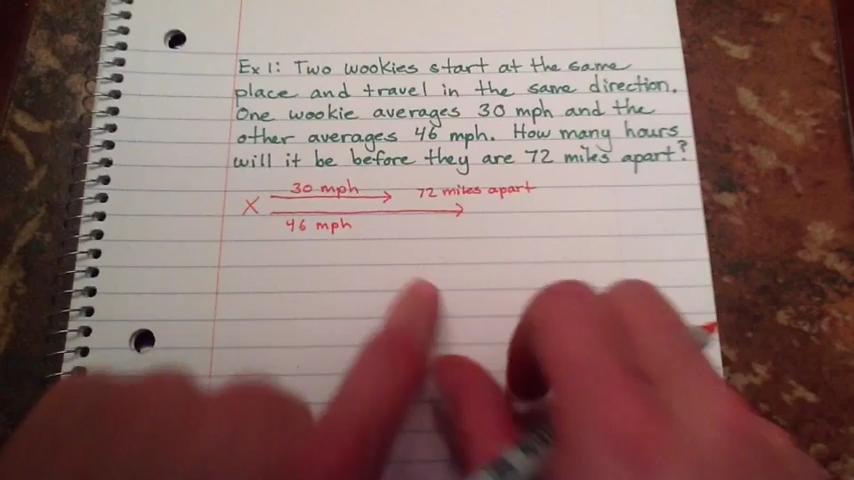 Ex 1: Two wookies start at the same
place and travel in the same direction.
One wookie averages 30 mph and the
other averages 46 mph. How many hours
will it be before they are 72 miles apart?
30 mph 72 miles apart
X
46 mph